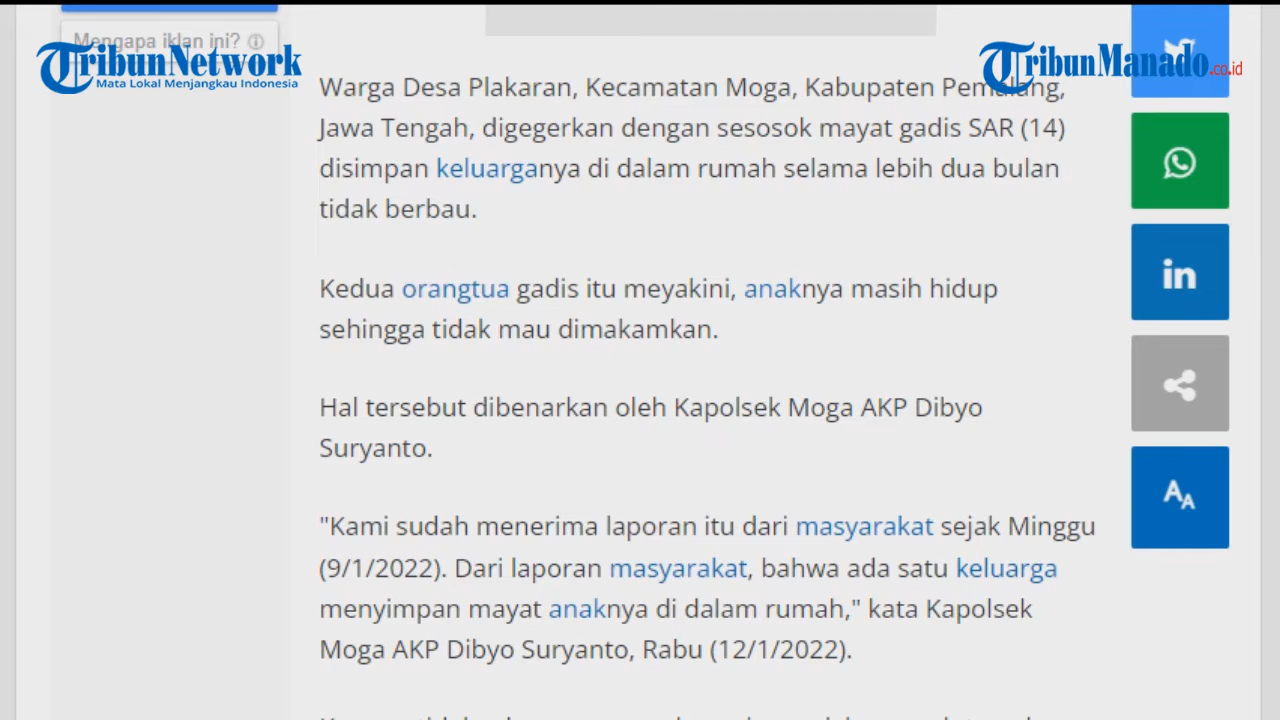 Mengapa iklan ini?
TribunNetwork
Mata Lokal Menjangkau Indonesia
TribunManado.co.id
Warga Desa Plakaran, Kecamatan Moga, Kabupaten Pemalang,
Jawa Tengah, digegerkan dengan sesosok mayat gadis SAR (14)
disimpan keluarganya di dalam rumah selama lebih dua bulan
tidak berbau.
Kedua orangtua gadis itu meyakini, anaknya masih hidup
sehingga tidak mau dimakamkan.
Hal tersebut dibenarkan oleh Kapolsek Moga AKP Dibyo
Suryanto.
"Kami sudah menerima laporan itu dari masyarakat sejak Minggu
(9/1/2022). Dari laporan masyarakat, bahwa ada satu keluarga
menyimpan mayat anaknya di dalam rumah," kata Kapolsek
Moga AKP Dibyo Suryanto, Rabu (12/1/2022).
in
AA